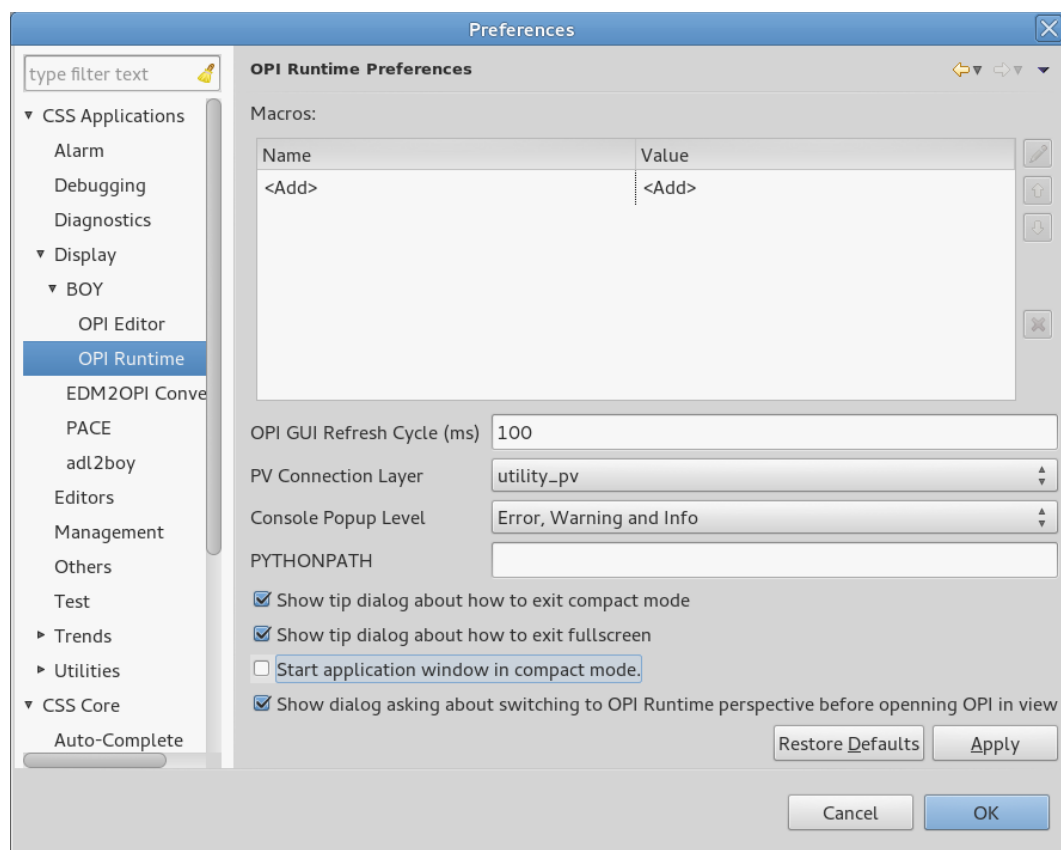 Preferences
type filter text
CSS Applications
Alarm
Debugging
Diagnostics
Display
BOY
OPI Editor
OPI Runtime
EDM2OPI Conve
PACE
adl2boy
Editors
Management
Others
Test
Trends
Utilities
CSS Core
Auto-Complete
OPI Runtime Preferences
Macros:
Name Value
<Add> <Add>
OPI GUI Refresh Cycle (ms) 100
PV Connection Layer utility_pv
Console Popup Level Error, Warning and Info
PYTHONPATH
Show tip dialog about how to exit compact mode
Show tip dialog about how to exit fullscreen
Start application window in compact mode.
Show dialog asking about switching to OPI Runtime perspective before openning OPI in view
Restore Defaults Apply
Cancel OK